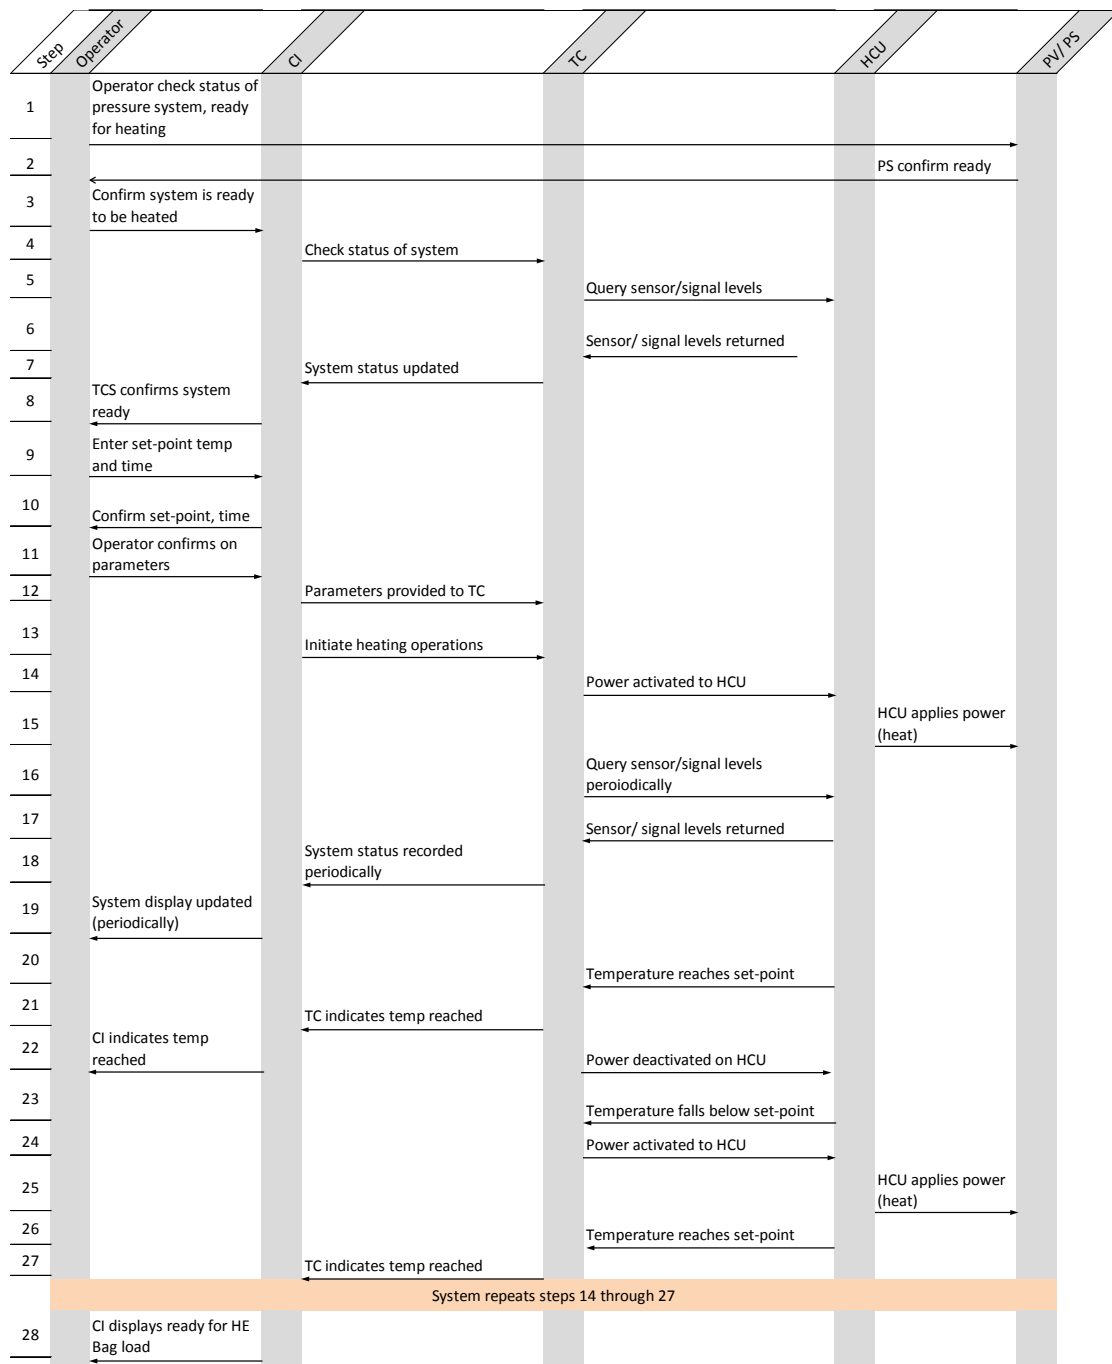 Step
Operator
CI
TC
HCU
PV/ PS
1
Operator check status of
pressure system, ready
for heating
2
PS confirm ready
3
Confirm system is ready
to be heated
4
Check status of system
5
Query sensor/signal levels
6
Sensor/ signal levels returned
7
System status updated
8
TCS confirms system
ready
9
Enter set-point temp
and time
10
Confirm set-point, time
11
Operator confirms on
parameters
12
Parameters provided to TC
13
Initiate heating operations
14
Power activated to HCU
15
HCU applies power
(heat)
16
Query sensor/signal levels
peroiodically
17
Sensor/ signal levels returned
18
System status recorded
periodically
19
System display updated
(periodically)
20
Temperature reaches set-point
21
TC indicates temp reached
22
CI indicates temp
reached
Power deactivated on HCU
23
Temperature falls below set-point
24
Power activated to HCU
25
HCU applies power
(heat)
26
Temperature reaches set-point
27
TC indicates temp reached
System repeats steps 14 through 27
28
CI displays ready for HE
Bag load